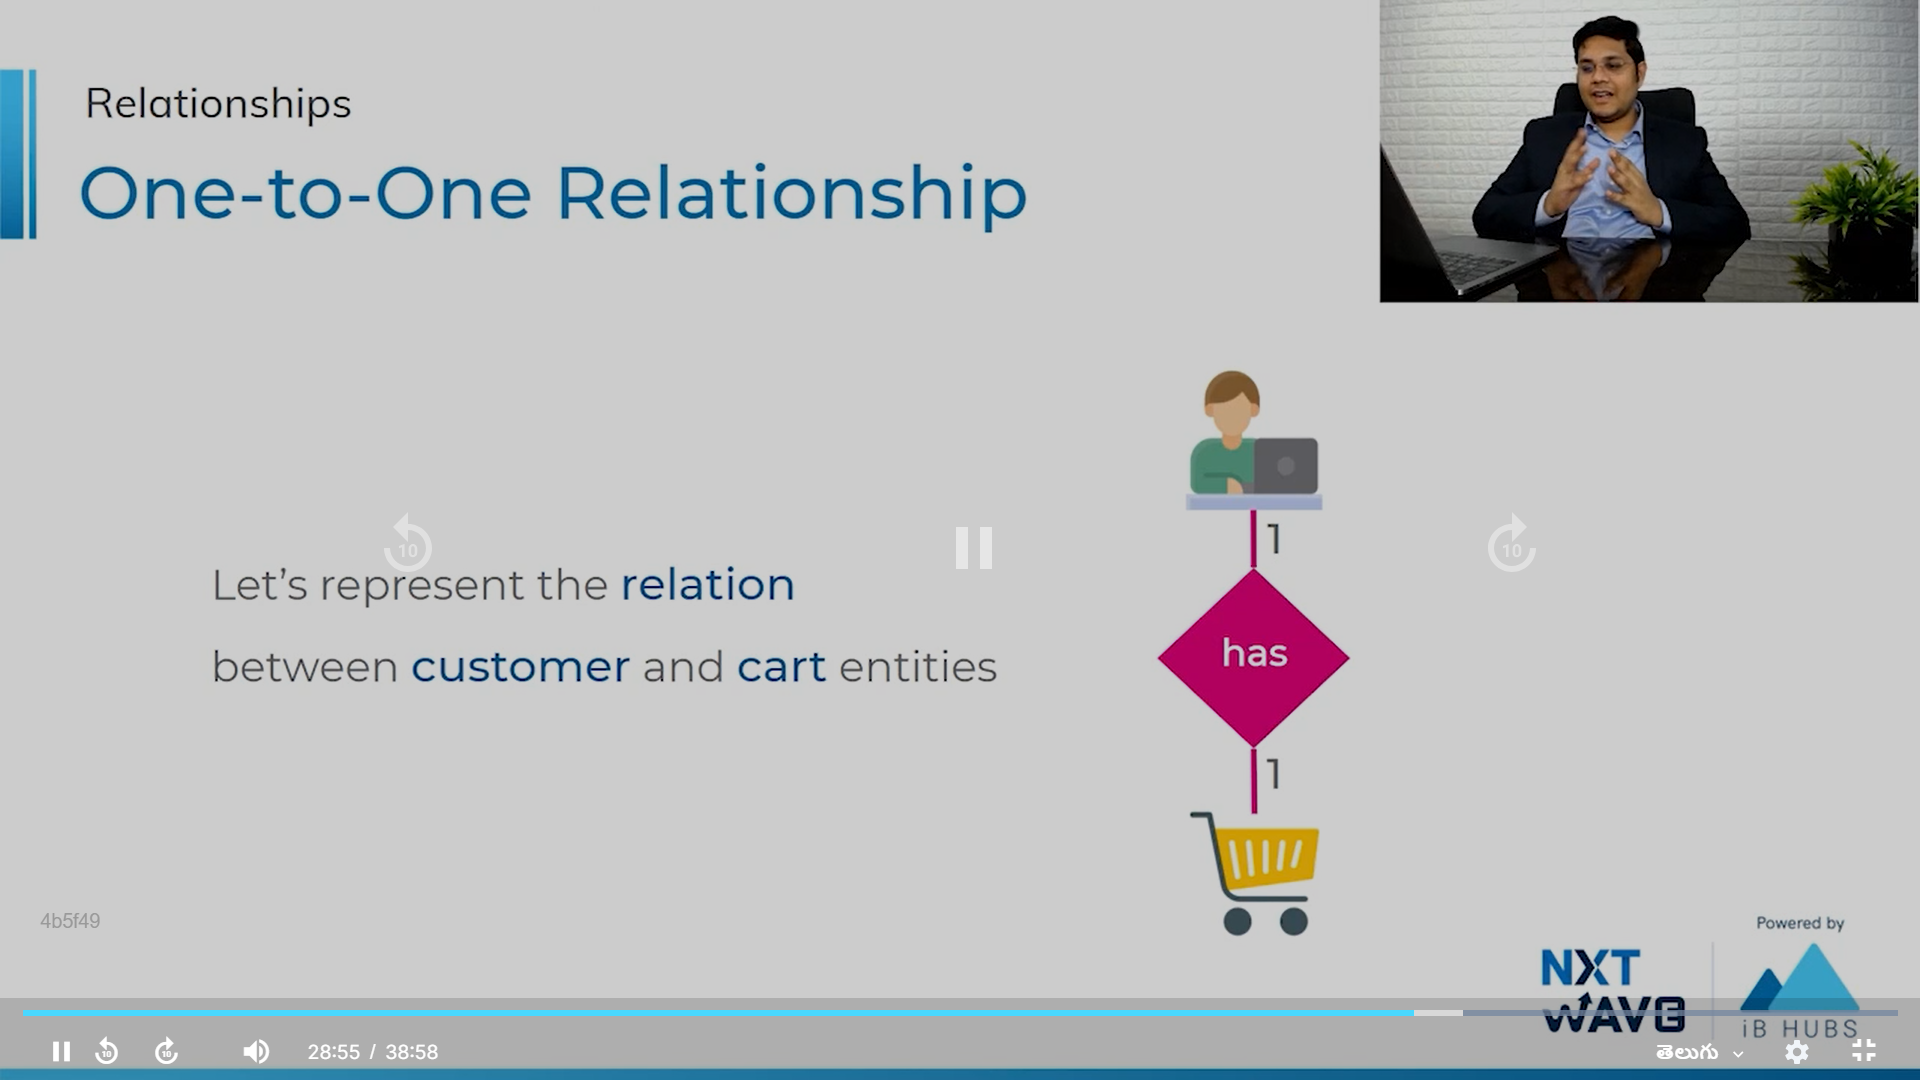 Relationships
One-to-One Relationship
10
10
1
Let's represent the relation
has
between customer and cart entities
1
4b5f49
Powered by
NXT
WAVE
iB HUBS
10
10
28:55 / 38:58
తెలుగు